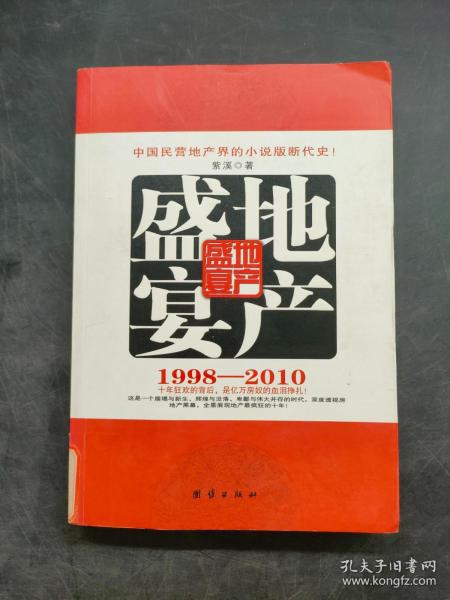 中国民营地产界的小说版断代史！
紫溪◎著
地产
盛宴
地产
盛宴
1998—2010
十年狂欢的背后，是亿万房奴的血泪挣扎！
这是一个崩塌与新生、辉煌与没落、卑鄙与伟大并存的时代，深度透视房
地产黑幕，全景展现地产最疯狂的十年！
团结出版社
孔夫子旧书网
www.kongfz.com